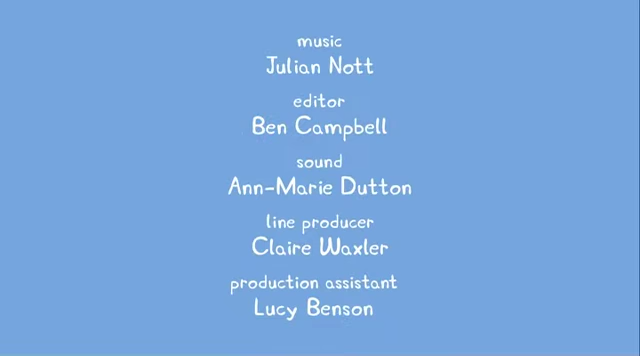 music
Julian Nott
editor
Ben Campbell
sound
Ann-Marie Dutton
line producer
Claire Waxler
production assistant
Lucy Benson